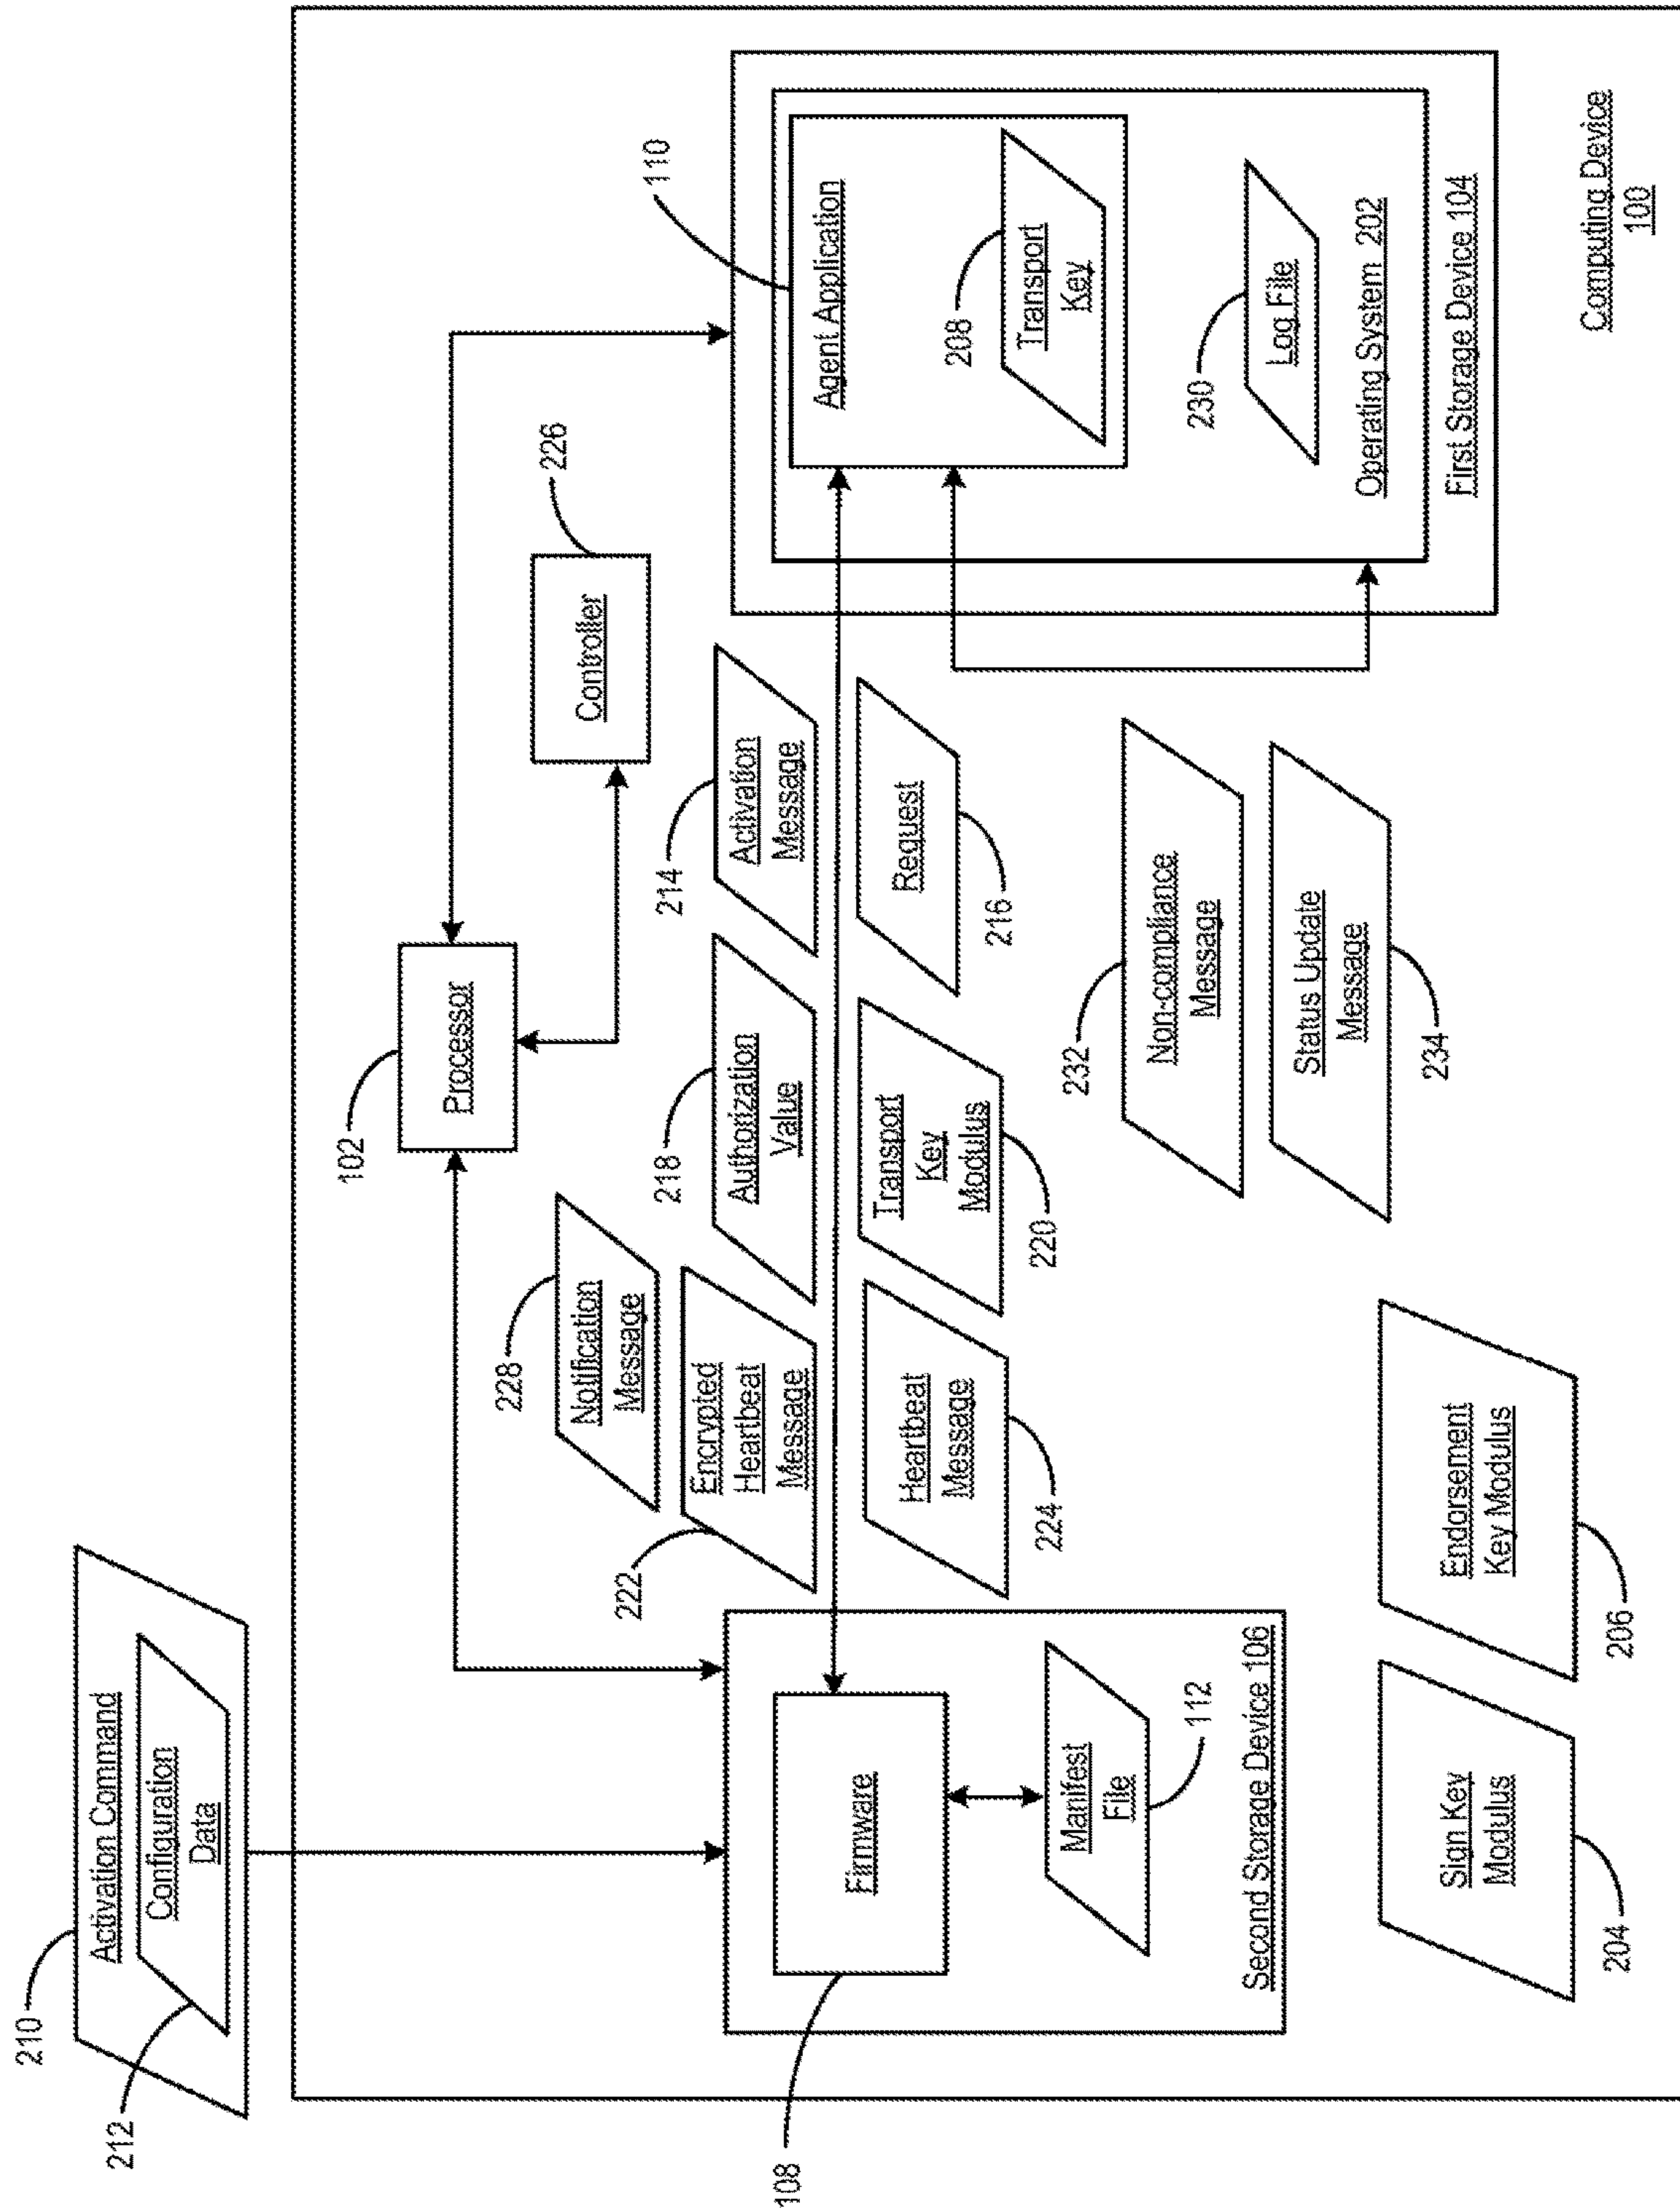 210
Activation Command
212
Configuration
Data
102
Processor
226
Controller
110
228
Notification
Message
222
Encrypted
Heartbeat
Message
218
Authorization
Value
214
Activation
Message
Agent Application
208
Transport
Key
108
Firmware
224
Heartbeat
Message
220
Transport
Key
Modulus
216
Request
Manifest
File
112
232
Non-compliance
Message
230
Log File
Second Storage Device 106
234
Status Update
Message
Operating System 202
First Storage Device 104
204
Sign Key
Modulus
206
Endorsement
Key Modulus
Computing Device
100